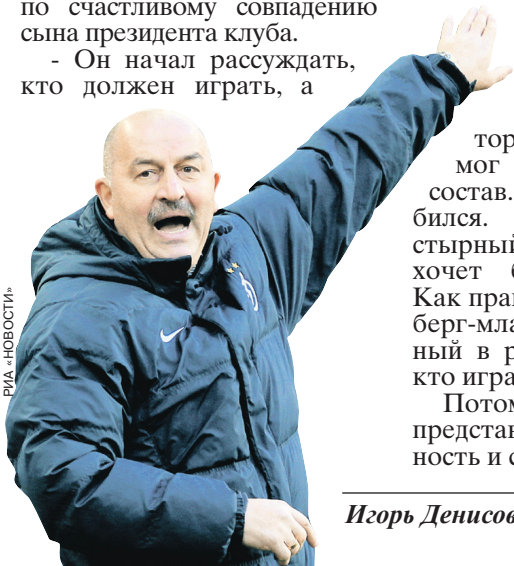 по счастливому совпадению
сына президента клуба.
- Он начал рассуждать,
кто должен играть, а
тор
мог
состав.
бился.
стырный
хочет б
Как прав
берг-мла
ный в р
кто игра
Потом
представ
ность и с
Игорь Денисов
РИА «НОВОСТИ»